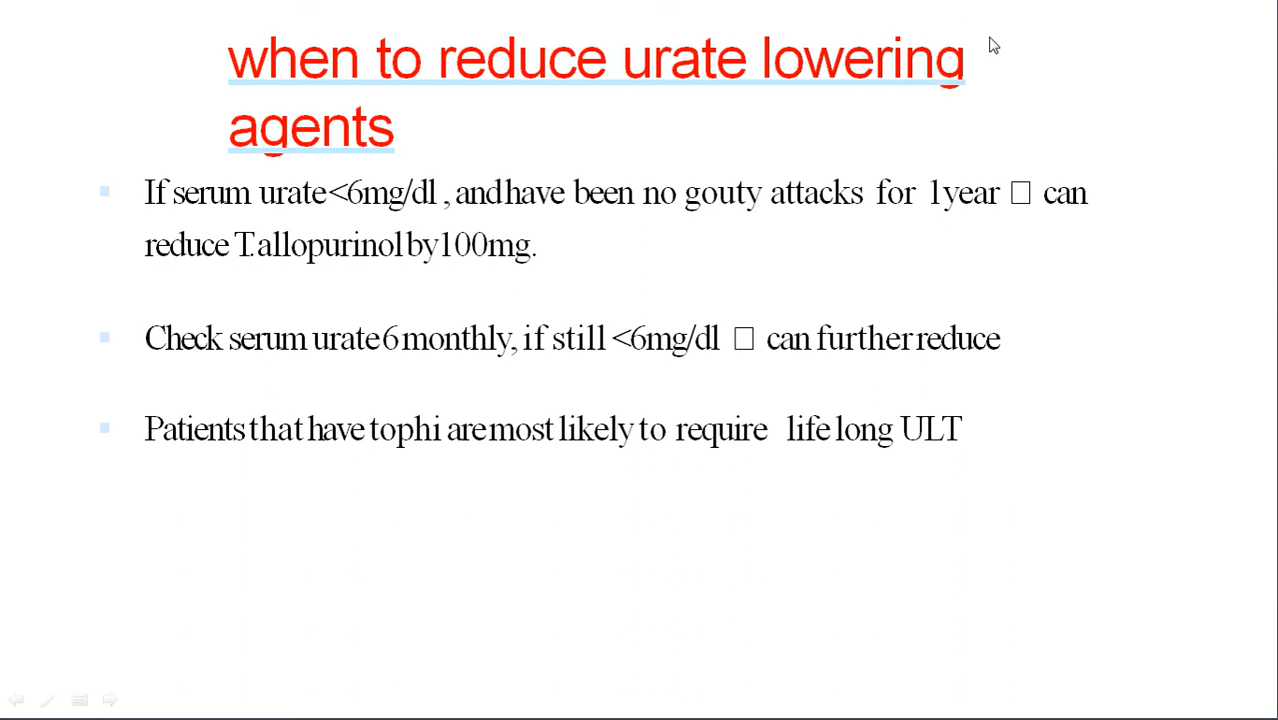 when to reduce urate lowering
agents
If serum urate <6mg/dl , and have been no gouty attacks for 1year □ can
reduce T.allopurinol by 100mg.
Check serum urate 6 monthly, if still <6mg/dl □ can further reduce
Patients that have tophi are most likely to require life long ULT